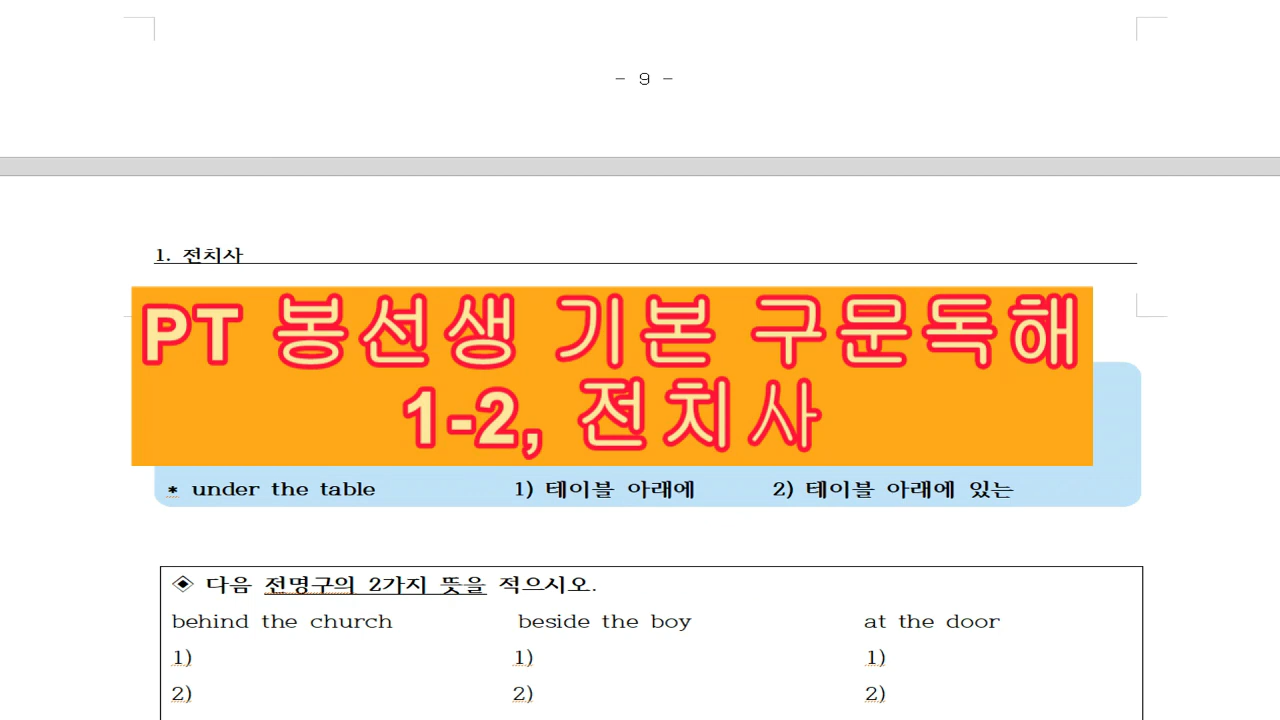 - 9 -
1. 전치사
PT 봉선생 기본 구문독해
1-2, 전치사
* under the table 1) 테이블 아래에 2) 테이블 아래에 있는
◈ 다음 전명구의 2가지 뜻을 적으시오.
behind the church beside the boy at the door
1) 1) 1)
2) 2) 2)